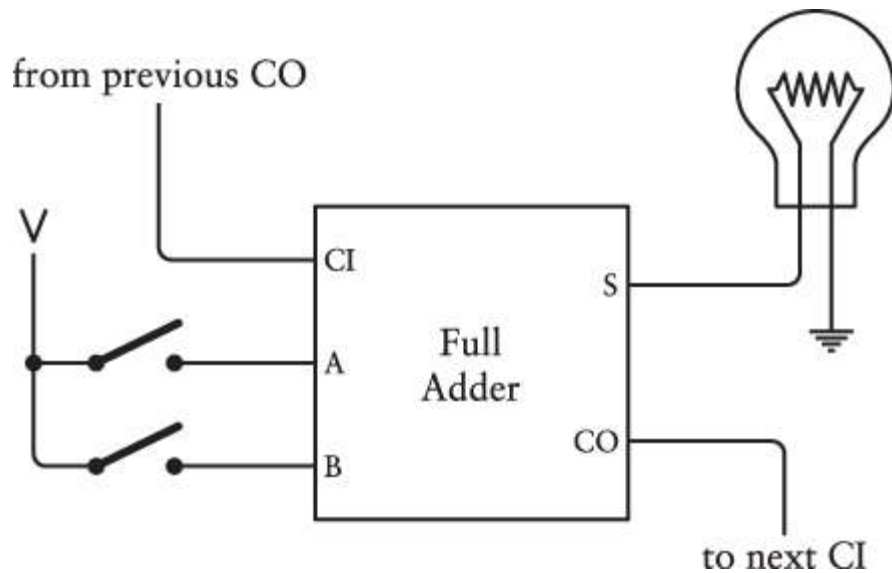 from previous CO
V
CI
S
A
Full
Adder
CO
B
to next CI